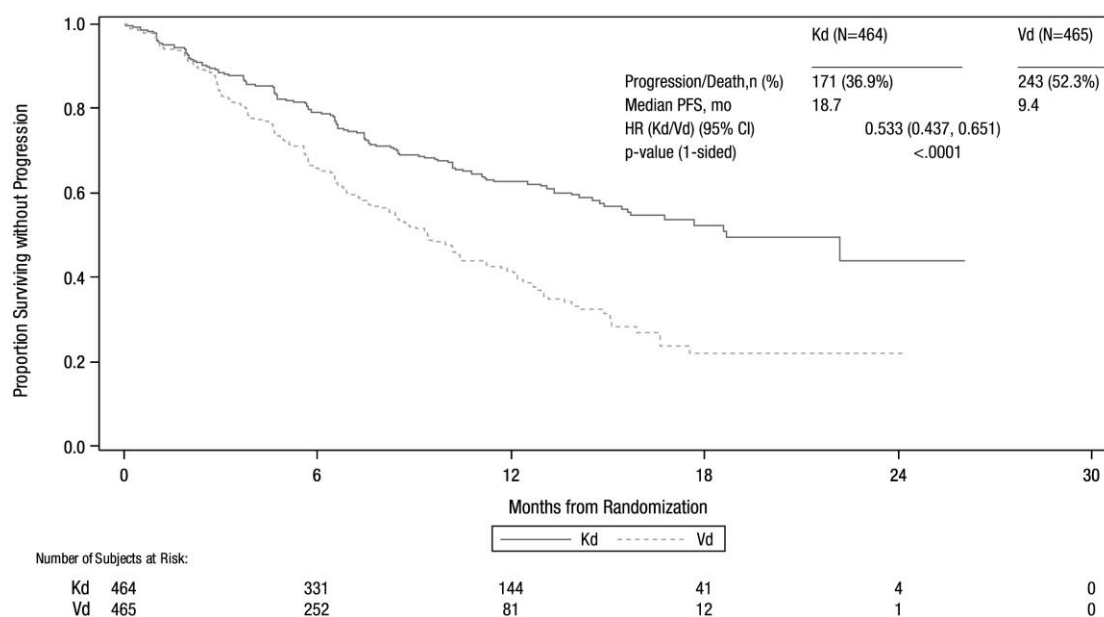 Kd (N=464) Vd (N=465)
Progression/Death,n (%) 171 (36.9%) 243 (52.3%)
Median PFS, mo 18.7 9.4
HR (Kd/Vd) (95% CI) 0.533 (0.437, 0.651)
p-value (1-sided) <.0001
Proportion Surviving without Progression
1.0
0.8
0.6
0.4
0.2
0.0
0 6 12 18 24 30
Months from Randomization
Kd Vd
Number of Subjects at Risk:
Kd 464 331 144 41 4 0
Vd 465 252 81 12 1 0